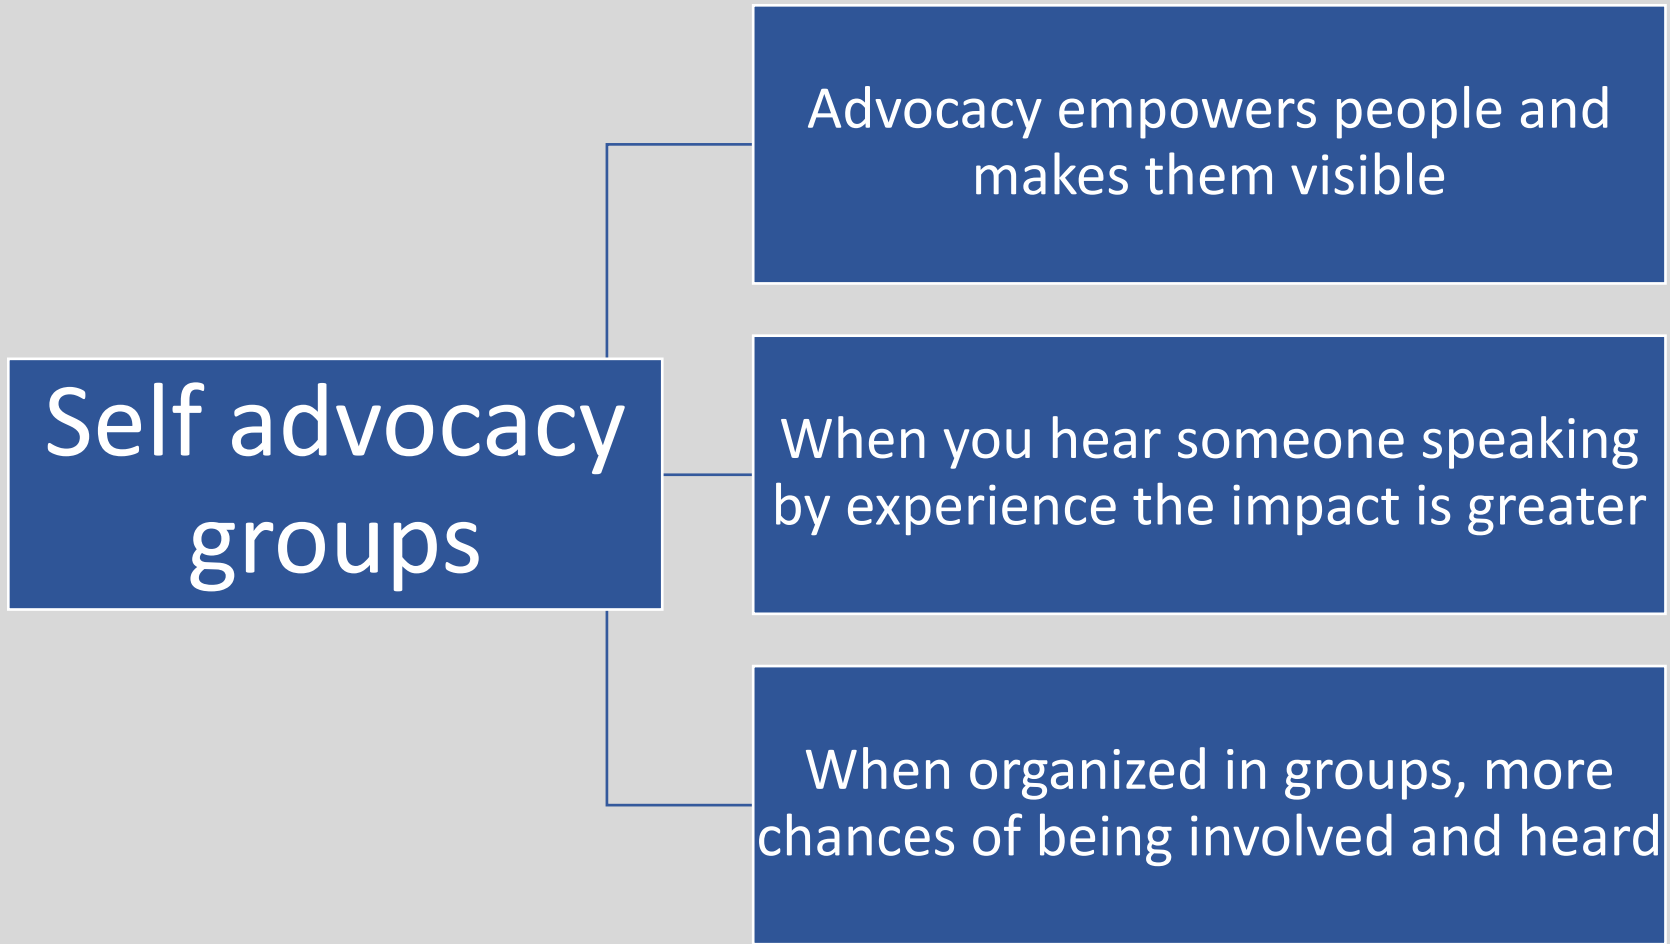 Self advocacy
groups
Advocacy empowers people and
makes them visible
When you hear someone speaking
by experience the impact is greater
When organized in groups, more
chances of being involved and heard